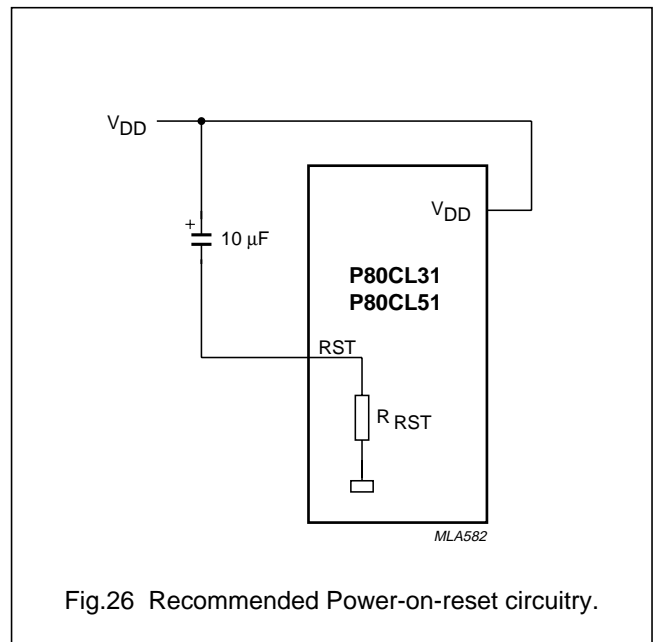 VDD
VDD
+
10 μF
P80CL31
P80CL51
RST
R RST
MLA582
Fig.26 Recommended Power-on-reset circuitry.